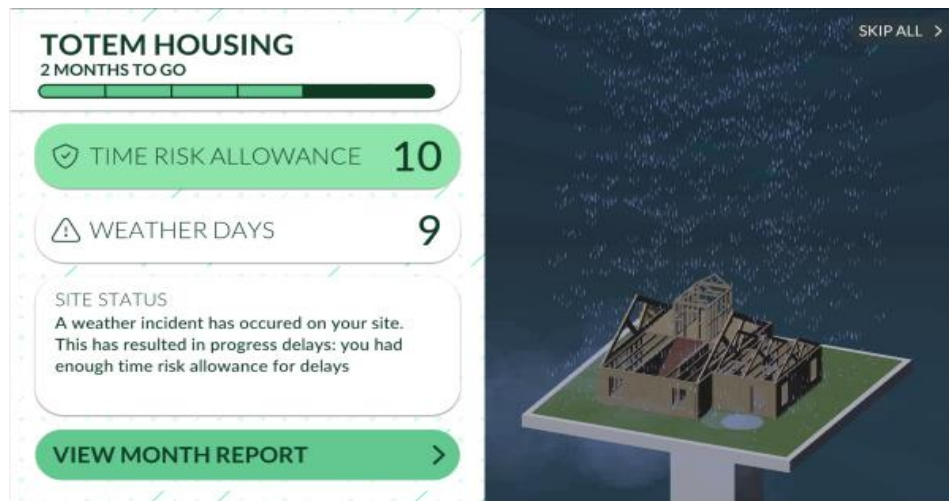 TOTEM HOUSING
2 MONTHS TO GO
TIME RISK ALLOWANCE 10
WEATHER DAYS 9
SITE STATUS
A weather incident has occured on your site.
This has resulted in progress delays: you had
enough time risk allowance for delays
VIEW MONTH REPORT
SKIP ALL